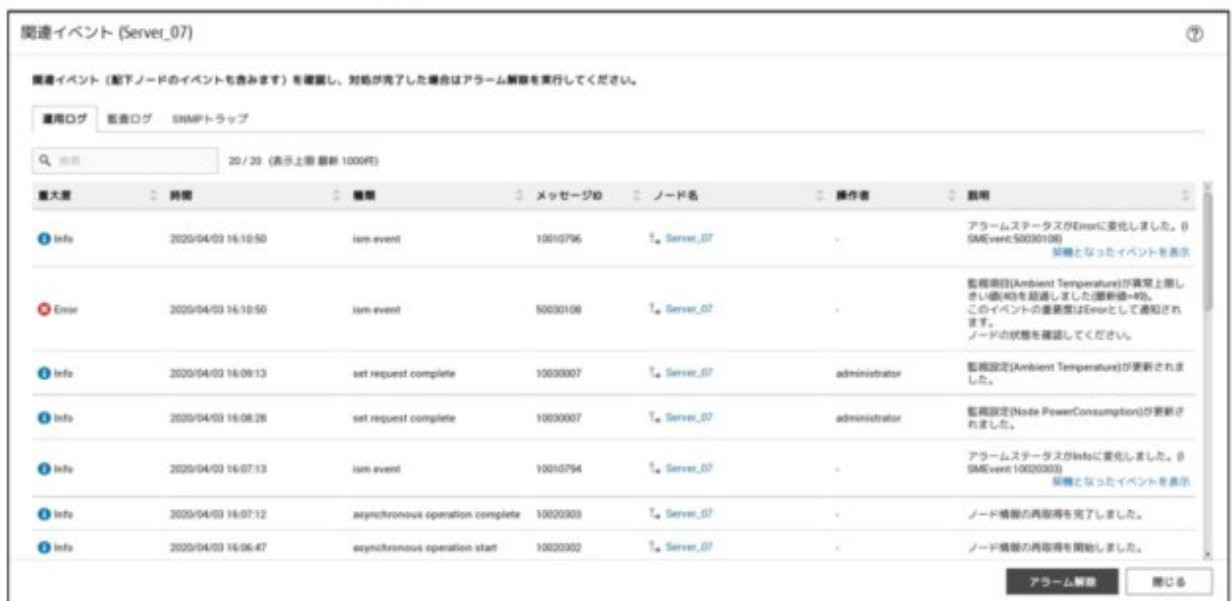 関連イベント (Server_07)
関連イベント（配下ノードのイベントも含みます）を確認し、対処が完了した場合はアラーム解除を実行してください。
運用ログ 監査ログ SNMPトラップ
検索 20 / 20 (表示上限 最新 1000件)
重大度 時間 種類 メッセージID ノード名 操作者 説明
Info 2020/04/03 16:10:50 ism event 10010796 Server_07 - アラームステータスがErrorに変化しました。(I
SMEvent:50030108)
契機となったイベントを表示
Error 2020/04/03 16:10:50 ism event 50030108 Server_07 - 監視項目(Ambient Temperature)が異常上限し
きい値(40)を超過しました(最新値=49)。
このイベントの重要度はErrorとして通知され
ます。
ノードの状態を確認してください。
Info 2020/04/03 16:09:13 set request complete 10030007 Server_07 administrator 監視設定(Ambient Temperature)が更新されま
した。
Info 2020/04/03 16:08:28 set request complete 10030007 Server_07 administrator 監視設定(Node PowerConsumption)が更新さ
れました。
Info 2020/04/03 16:07:13 ism event 10010794 Server_07 - アラームステータスがInfoに変化しました。(I
SMEvent:10020303)
契機となったイベントを表示
Info 2020/04/03 16:07:12 asynchronous operation complete 10020303 Server_07 - ノード情報の再取得を完了しました。
Info 2020/04/03 16:06:47 asynchronous operation start 10020302 Server_07 - ノード情報の再取得を開始しました。
アラーム解除 閉じる